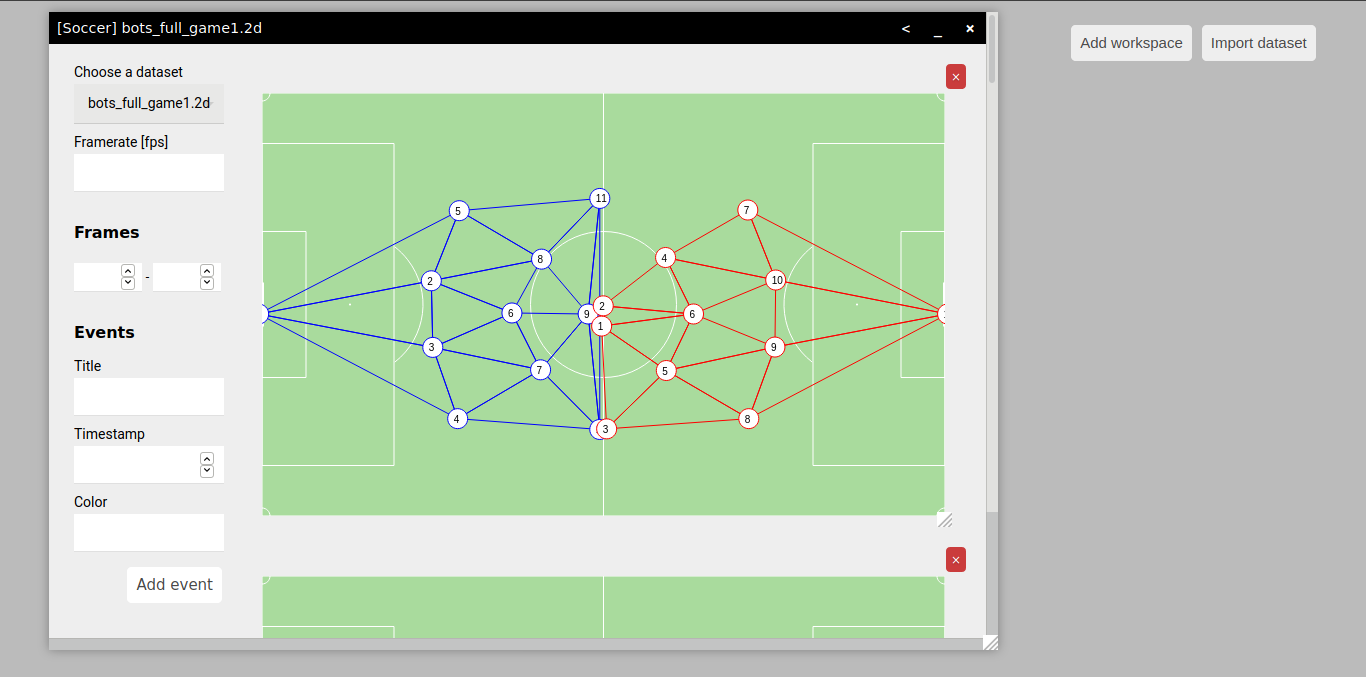 [Soccer] bots_full_game1.2d < _ ×
Add workspace Import dataset
Choose a dataset
bots_full_game1.2d
Framerate [fps]
Frames
-
Events
Title
Timestamp
Color
Add event
×
11
5 7
8 4
2 10
6 9 2 6
1
3 9
7 5
4 8
3
×